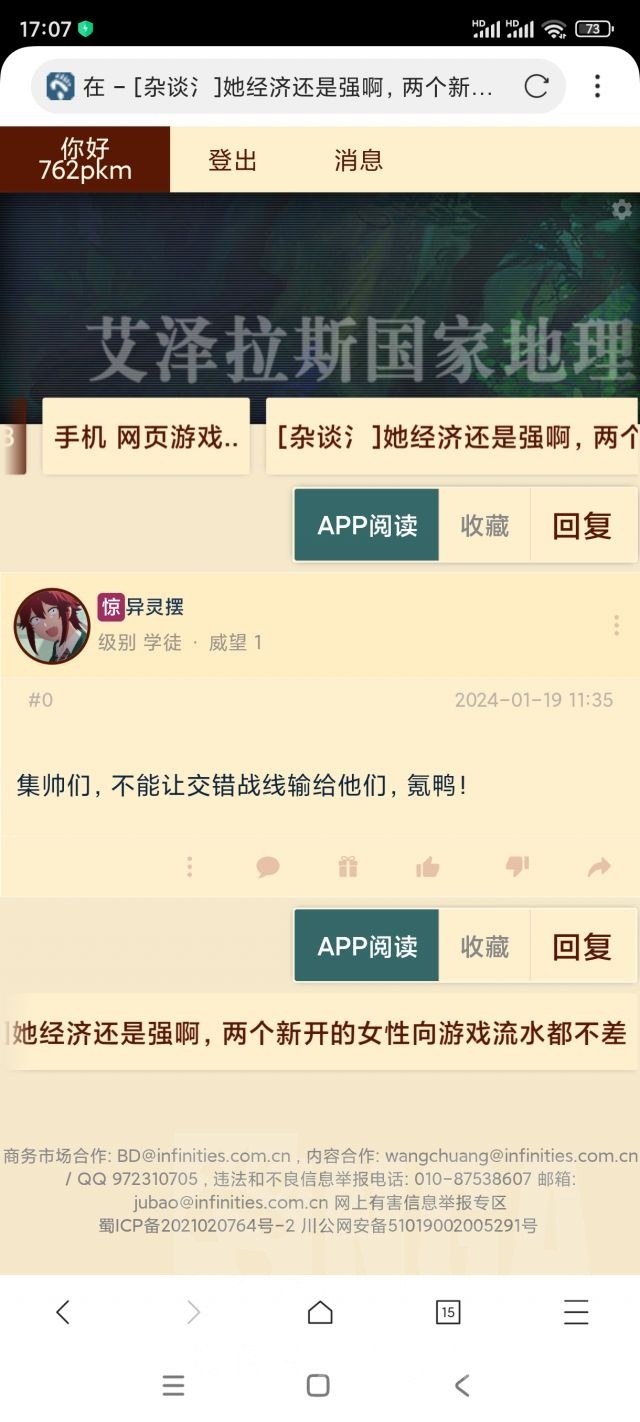 17:07
HD HD 73
在 - [杂谈氵]她经济还是强啊，两个新...
你好
762pkm
登出
消息
艾泽拉斯国家地理
手机 网页游戏..
[杂谈氵]她经济还是强啊，两个
APP阅读
收藏
回复
惊 异灵摆
级别 学徒 · 威望 1
#0
2024-01-19 11:35
集帅们，不能让交错战线输给他们，氪鸭！
APP阅读
收藏
回复
]她经济还是强啊，两个新开的女性向游戏流水都不差
商务市场合作: BD@infinities.com.cn , 内容合作: wangchuang@infinities.com.cn
/ QQ 972310705 , 违法和不良信息举报电话: 010-87538607 邮箱:
jubao@infinities.com.cn 网上有害信息举报专区
蜀ICP备2021020764号-2 川公网安备51019002005291号
NGA
15